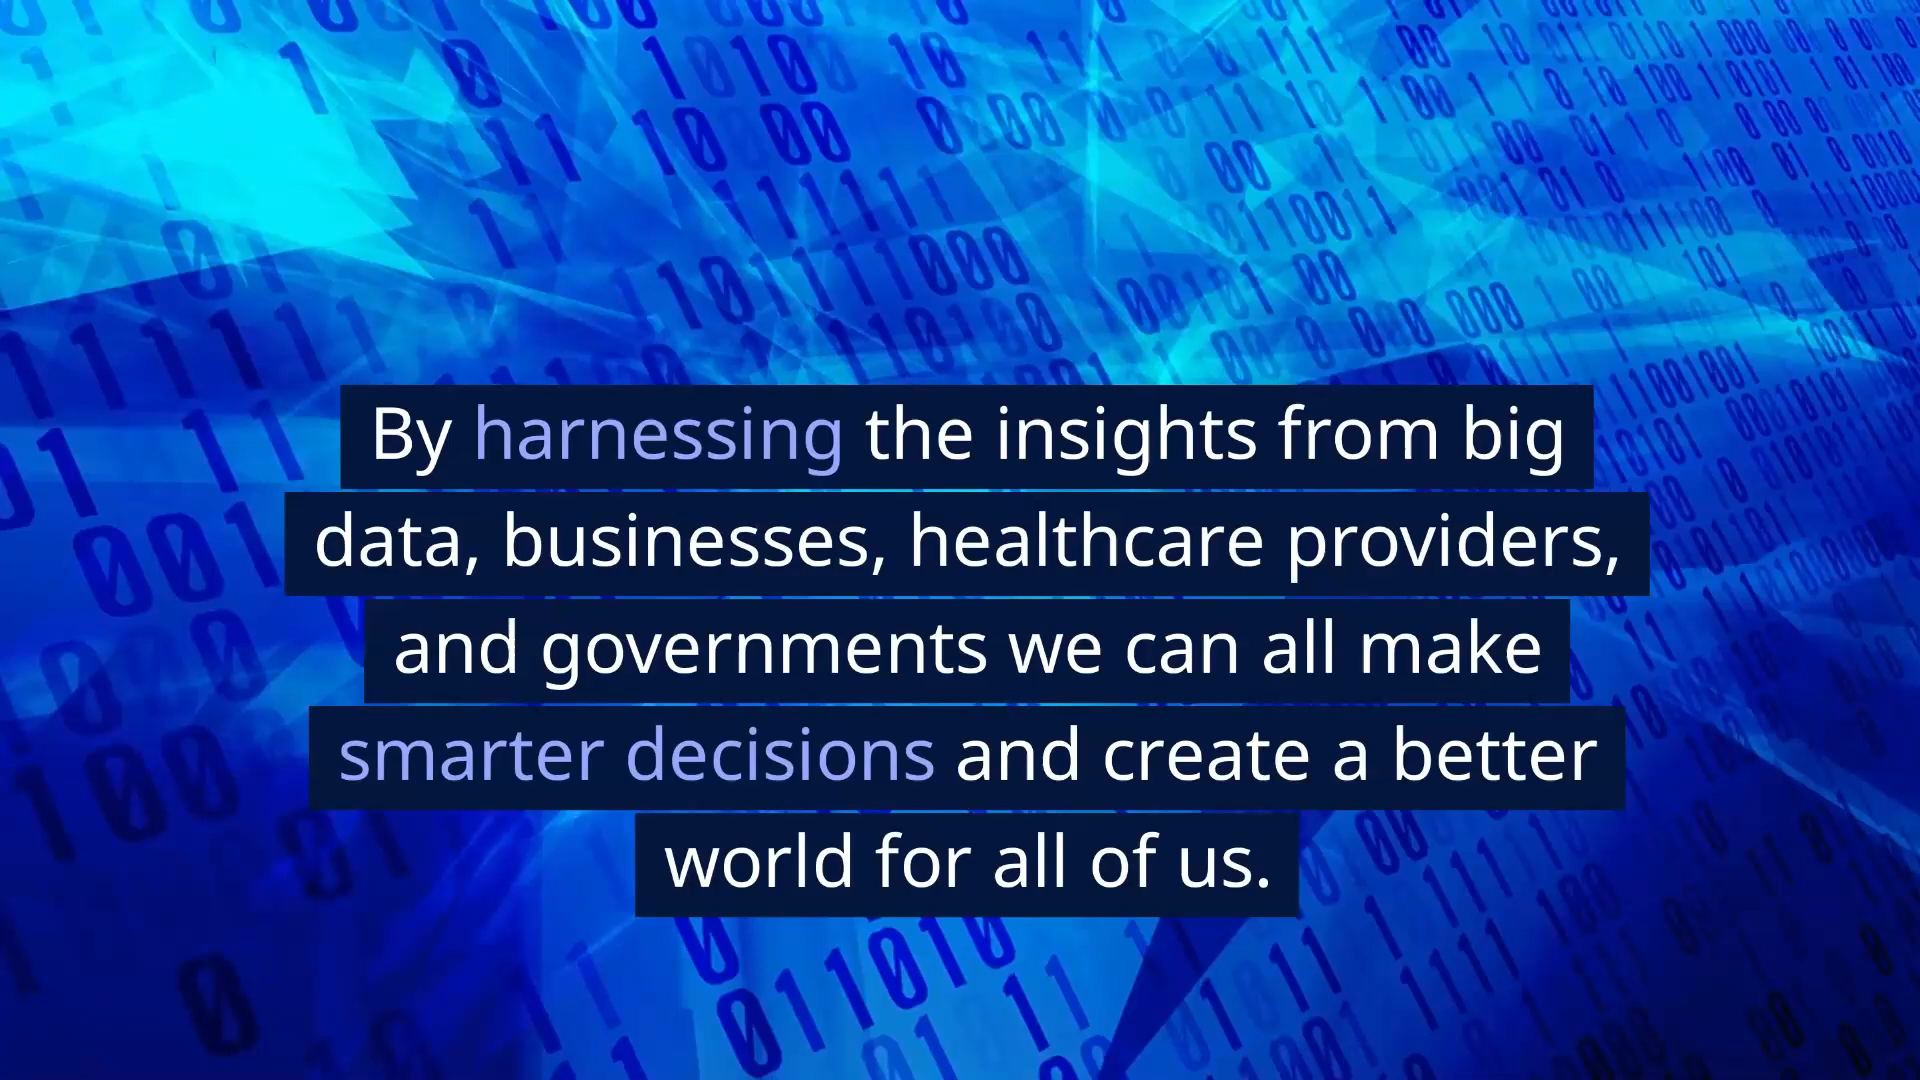 By harnessing the insights from big
data, businesses, healthcare providers,
and governments we can all make
smarter decisions and create a better
world for all of us.